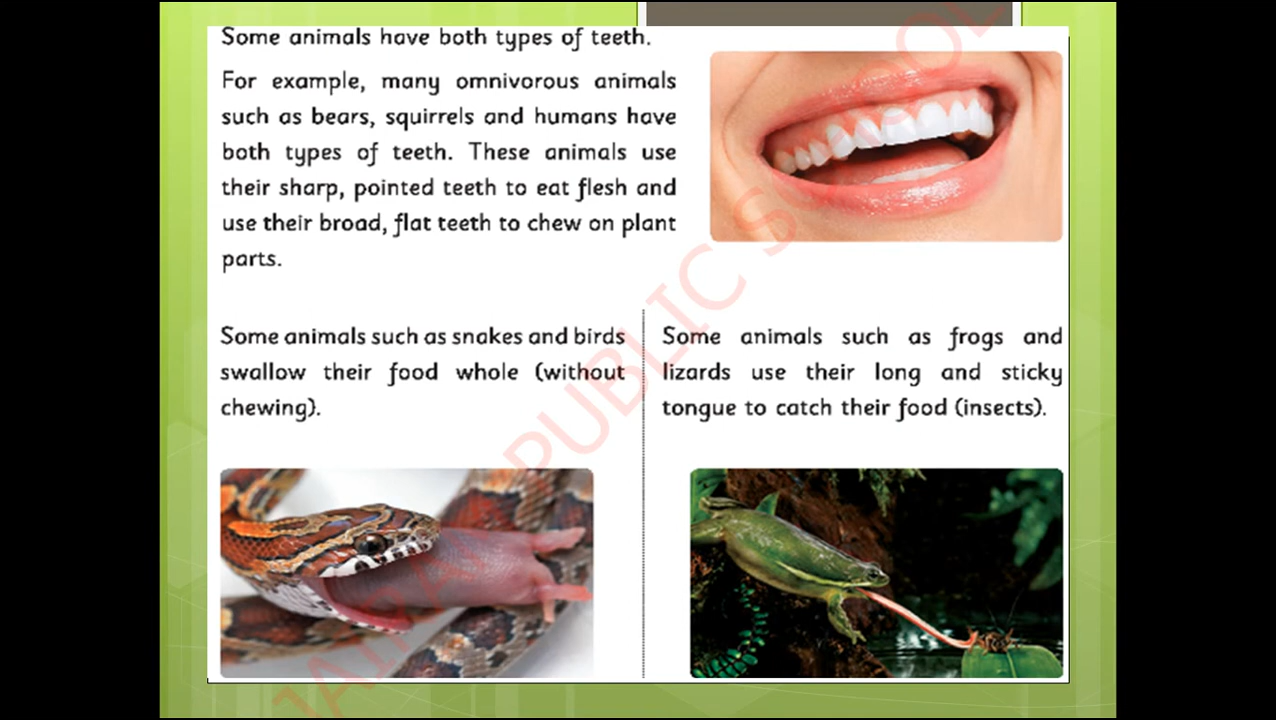 Some animals have both types of teeth.
For example, many omnivorous animals
such as bears, squirrels and humans have
both types of teeth. These animals use
their sharp, pointed teeth to eat flesh and
use their broad, flat teeth to chew on plant
parts.
Some animals such as snakes and birds
swallow their food whole (without
chewing).
Some animals such as frogs and
lizards use their long and sticky
tongue to catch their food (insects).
JAIPUR PUBLIC SCHOOL